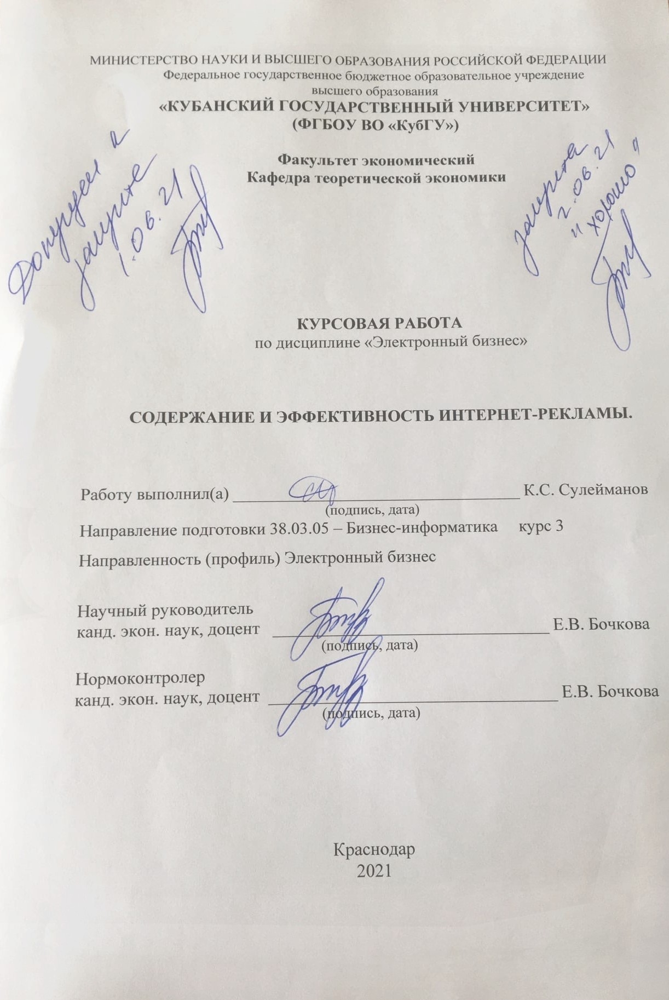 МИНИСТЕРСТВО НАУКИ И ВЫСШЕГО ОБРАЗОВАНИЯ РОССИЙСКОЙ ФЕДЕРАЦИИ
Федеральное государственное бюджетное образовательное учреждение
высшего образования
«КУБАНСКИЙ ГОСУДАРСТВЕННЫЙ УНИВЕРСИТЕТ»
(ФГБОУ ВО «КубГУ»)
Факультет экономический
Кафедра теоретической экономики
Допущен к
защите
1.06.21
защита
2.06.21
"хорошо"
КУРСОВАЯ РАБОТА
по дисциплине «Электронный бизнес»
СОДЕРЖАНИЕ И ЭФФЕКТИВНОСТЬ ИНТЕРНЕТ-РЕКЛАМЫ.
Работу выполнил(а) К.С. Сулейманов
(подпись, дата)
Направление подготовки 38.03.05 – Бизнес-информатика курс 3
Направленность (профиль) Электронный бизнес
Научный руководитель
канд. экон. наук, доцент Е.В. Бочкова
(подпись, дата)
Нормоконтролер
канд. экон. наук, доцент Е.В. Бочкова
(подпись, дата)
Краснодар
2021